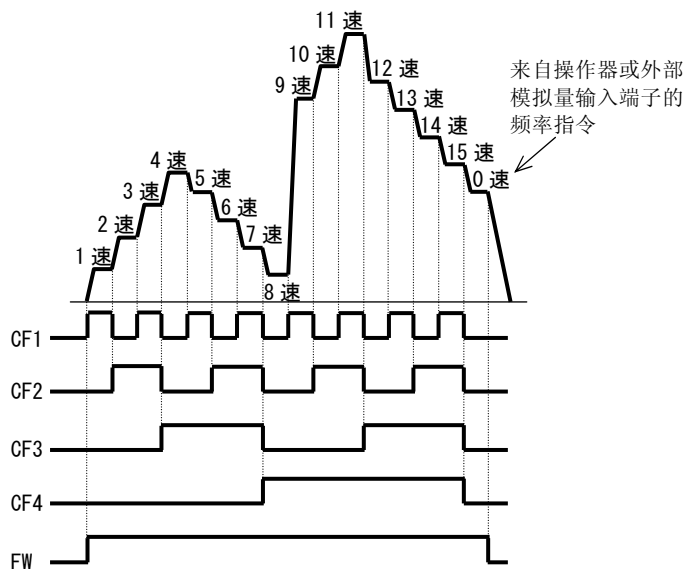 11 速
10 速
9 速
12 速
13 速
14 速
15 速
0 速
来自操作器或外部
模拟量输入端子的
频率指令
4 速
3 速
5 速
2 速
6 速
1 速
7 速
8 速
CF1
CF2
CF3
CF4
FW